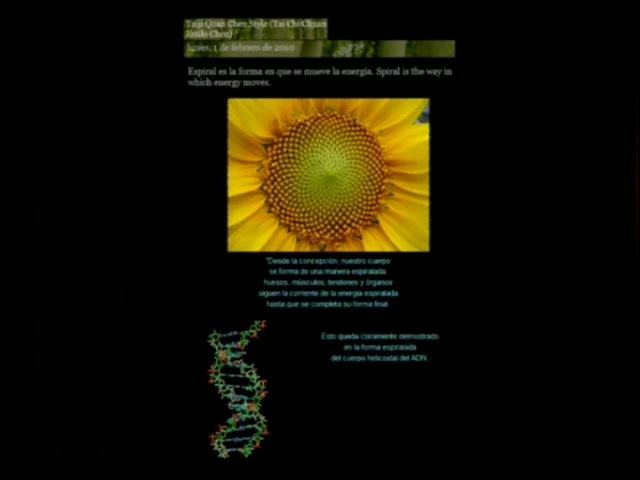 Taiji Quan Chen Style (Tai Chi Chuan
Estilo Chen)
lunes, 1 de febrero de 2010
Espiral es la forma en que se mueve la energía. Spiral is the way in
which energy moves.
"Desde la concepción, nuestro cuerpo
se forma de una manera espiralada:
huesos, músculos, tendones y órganos
siguen la corriente de la energía espiralada
hasta que se completa su forma final.
Esto queda claramente demostrado
en la forma espiralada
del cuerpo helicoidal del ADN.